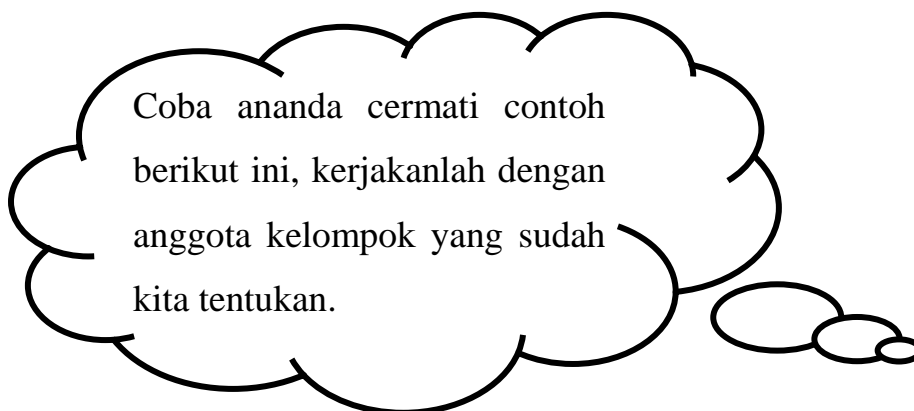 Coba ananda cermati contoh
berikut ini, kerjakanlah dengan
anggota kelompok yang sudah
kita tentukan.